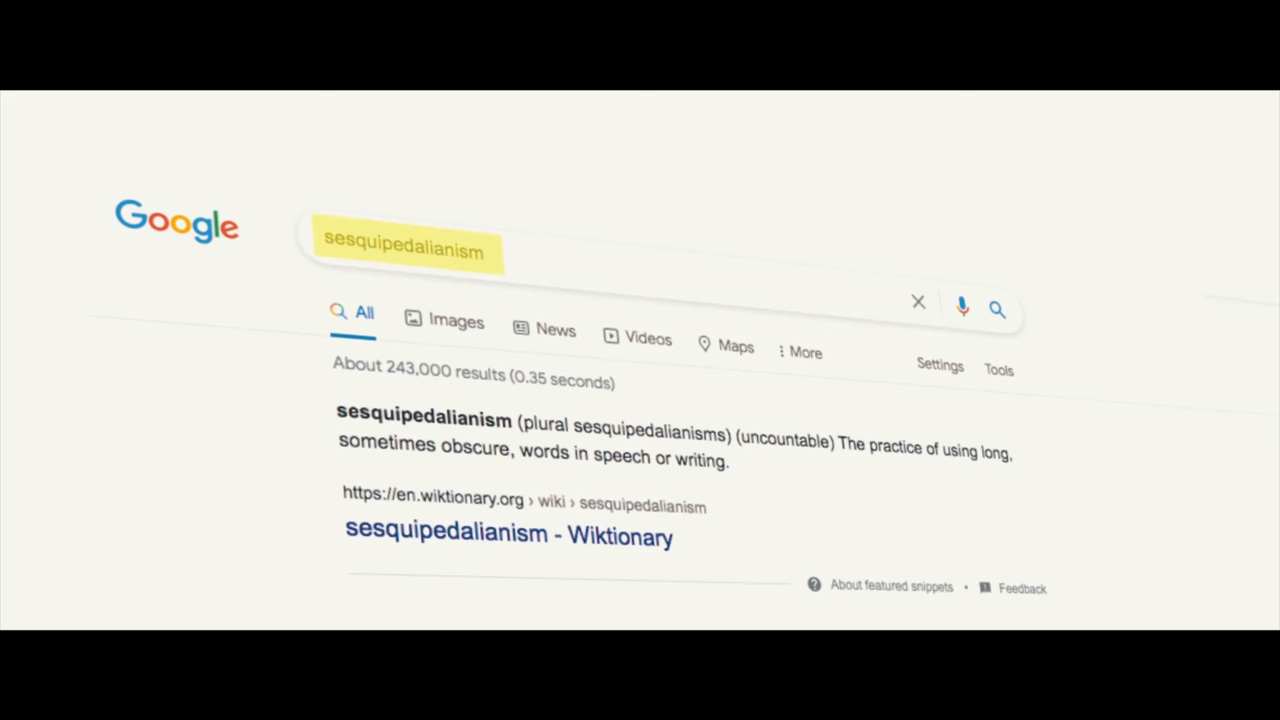 Google
sesquipedalianism
All Images News Videos Maps More Settings Tools
About 243,000 results (0.35 seconds)
sesquipedalianism (plural sesquipedalianisms) (uncountable) The practice of using long,
sometimes obscure, words in speech or writing.
https://en.wiktionary.org › wiki › sesquipedalianism
sesquipedalianism - Wiktionary
About featured snippets • Feedback